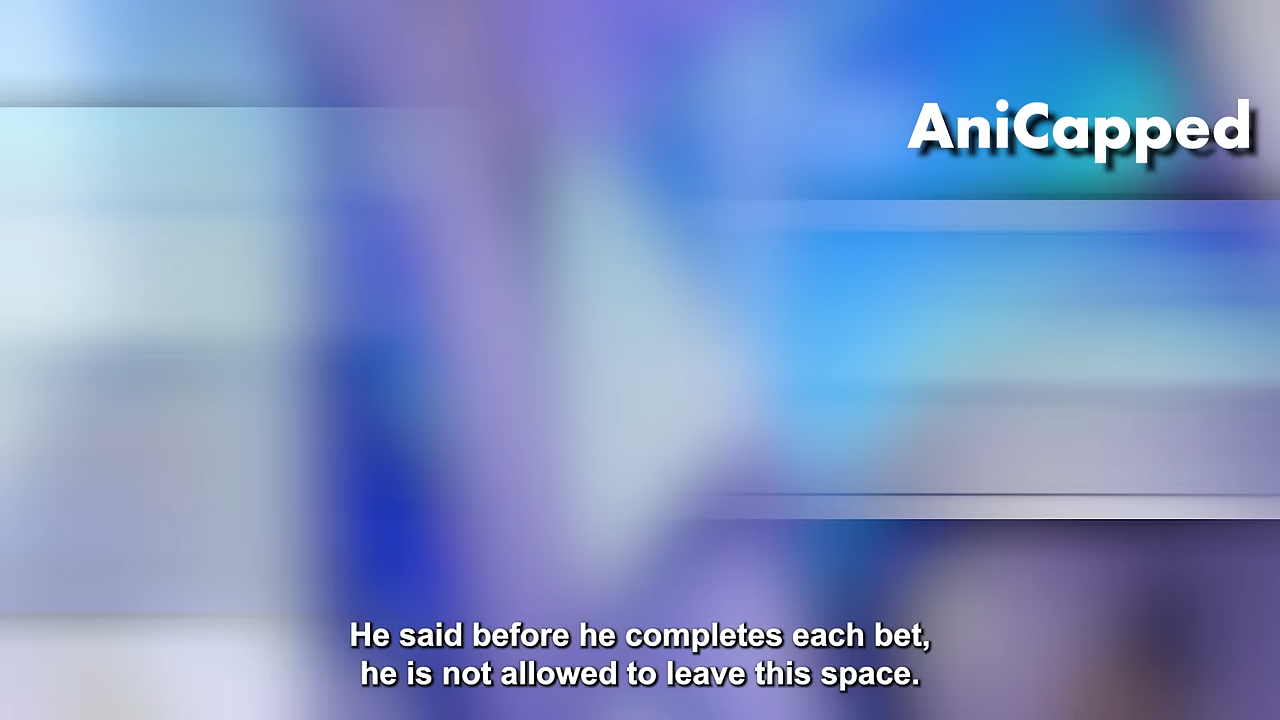 AniCapped
He said before he completes each bet,
he is not allowed to leave this space.